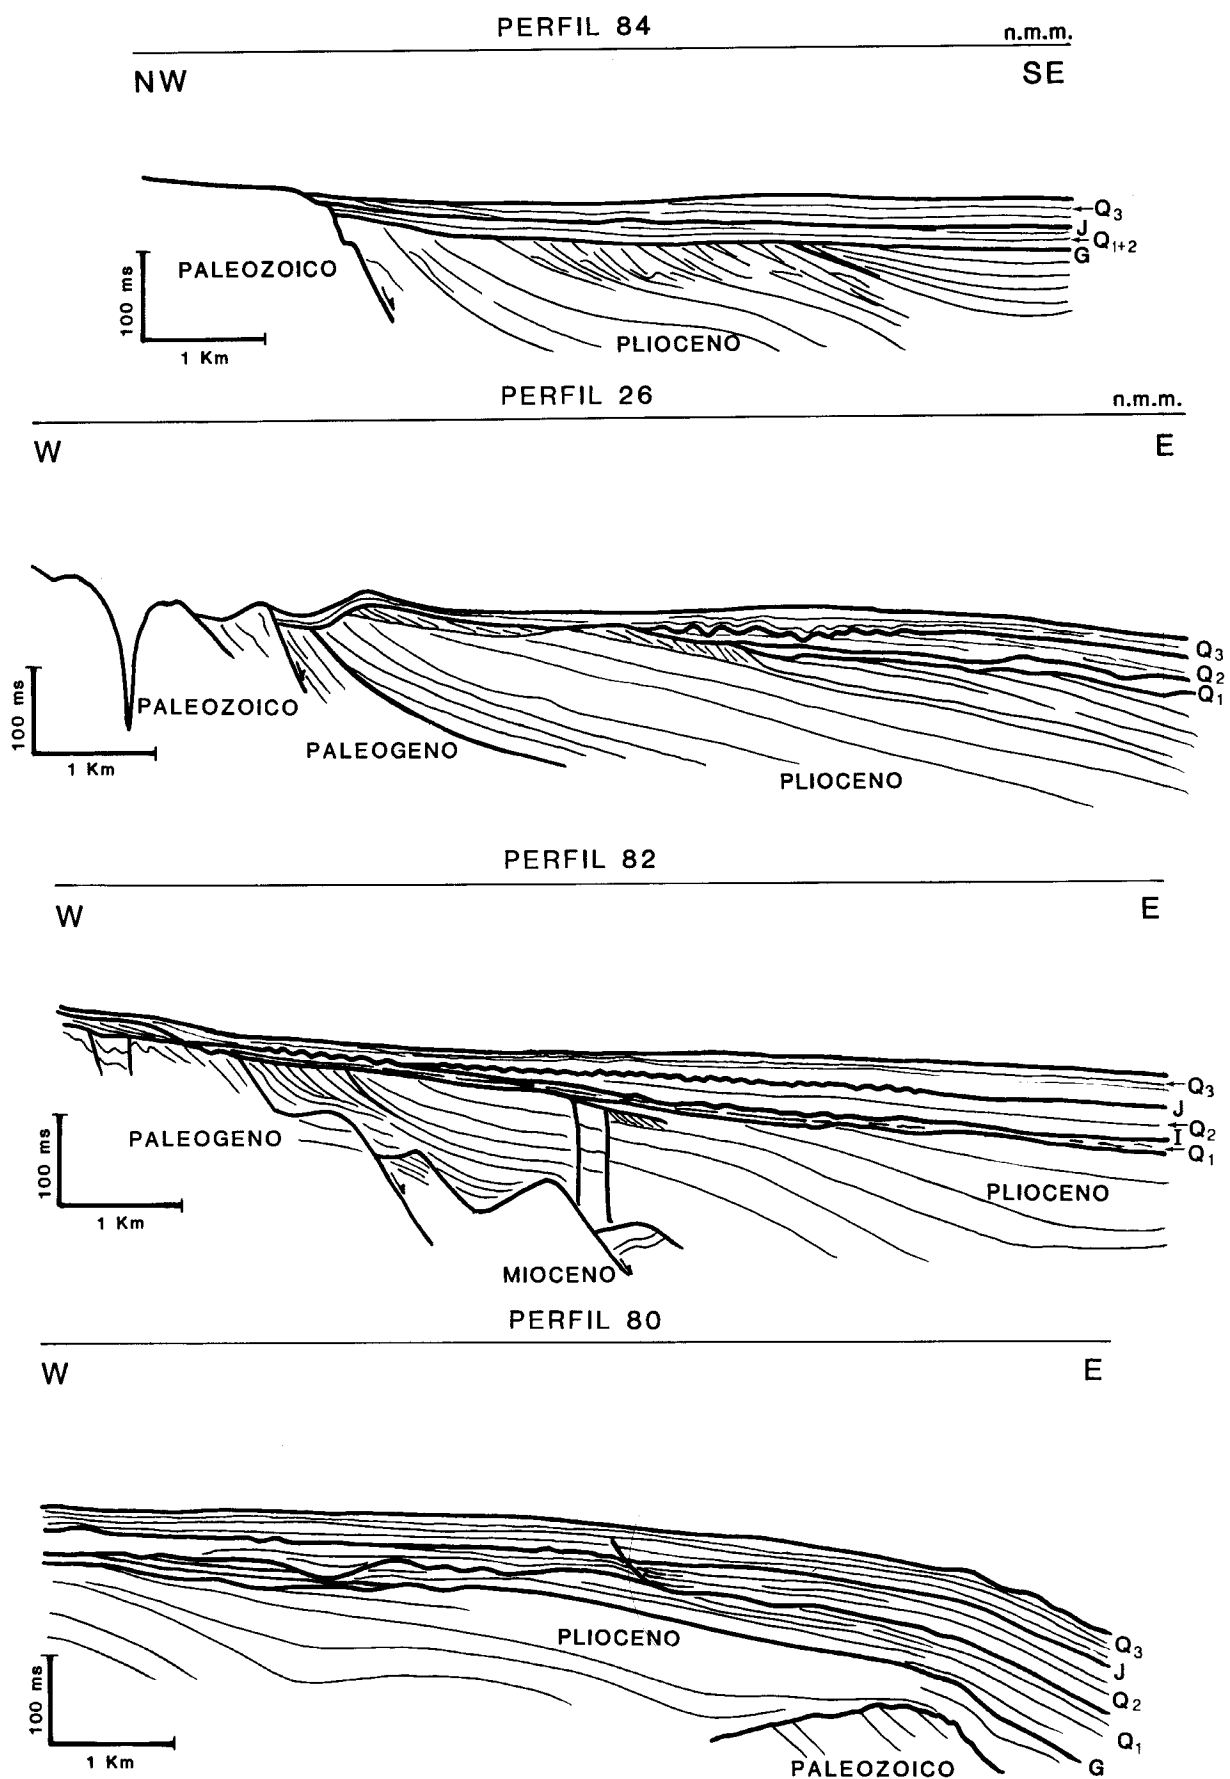 PERFIL 84
n.m.m.
NW
SE
Q3
J
Q1+2
G
PALEOZOICO
100 ms
1 Km
PLIOCENO
PERFIL 26
n.m.m.
W
E
Q3
Q2
Q1
100 ms
PALEOZOICO
1 Km
PALEOGENO
PLIOCENO
PERFIL 82
W
E
Q3
J
Q2
I
Q1
PALEOGENO
100 ms
1 Km
PLIOCENO
MIOCENO
PERFIL 80
W
E
PLIOCENO
Q3
J
Q2
Q1
G
100 ms
1 Km
PALEOZOICO